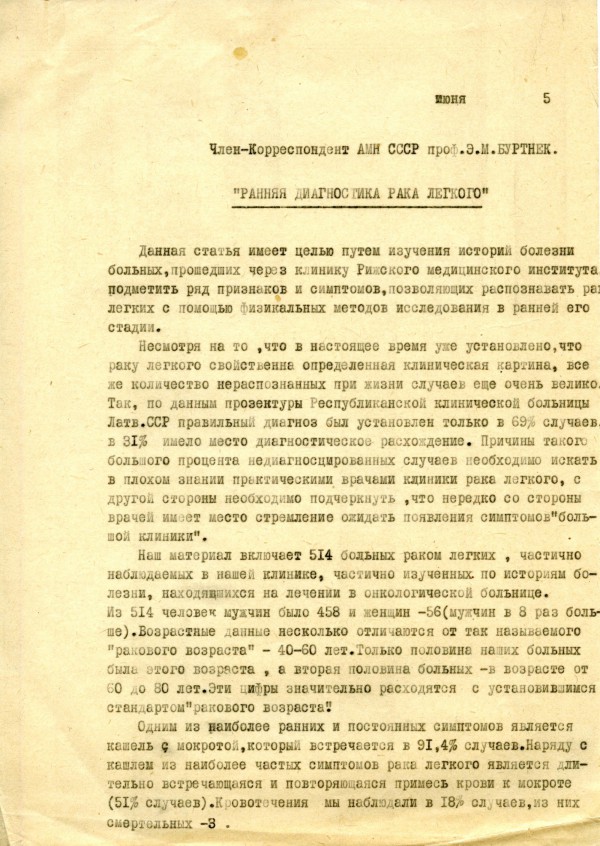 июня 5
Член-Корреспондент АМН СССР проф.Э.М.БУРТНЕК.
"РАННЯЯ ДИАГНОСТИКА РАКА ЛЕГКОГО"
Данная статья имеет целью путем изучения историй болезни
больных,прошедших через клинику Рижского медицинского института
подметить ряд признаков и симптомов,позволяющих распознавать ра
легких с помощью физикальных методов исследования в ранней его
стадии.
Несмотря на то ,что в настоящее время уже установлено,что
раку легкого свойственна определенная клиническая картина, все
же количество нераспознанных при жизни случаев еще очень велико.
Так, по данным прозектуры Республиканской клинической больницы
Латв.ССР правильный диагноз был установлен только в 69% случаев,
в 31% имело место диагностическое расхождение. Причины такого
большого процента недиагносцированных случаев необходимо искать
в плохом знании практическими врачами клиники рака легкого, с
другой стороны необходимо подчеркнуть ,что нередко со стороны
врачей имеет место стремление ожидать появления симптомов"боль-
шой клиники".
Наш материал включает 514 больных раком легких , частично
наблюдаемых в нашей клинике, частично изученных по историям бо-
лезни, находящихся на лечении в онкологической больнице.
Из 514 человек мужчин было 458 и женщин -56(мужчин в 8 раз боль-
ше).Возрастные данные несколько отличаются от так называемого
"ракового возраста" - 40-60 лет.Только половина наших больных
была этого возраста , а вторая половина больных -в возрасте от
60 до 80 лет.Эти цифры значительно расходятся с установившимся
стандартом"ракового возраста".
Одним из наиболее ранних и постоянных симптомов является
кашель с мокротой,который встречается в 91,4% случаев.Наряду с
кашлем из наиболее частых симптомов рака легкого является дли-
тельно встречающаяся и повторяющаяся примесь крови к мокроте
(51% случаев).Кровотечения мы наблюдали в 18% случаев,из них
смертельных -3 .